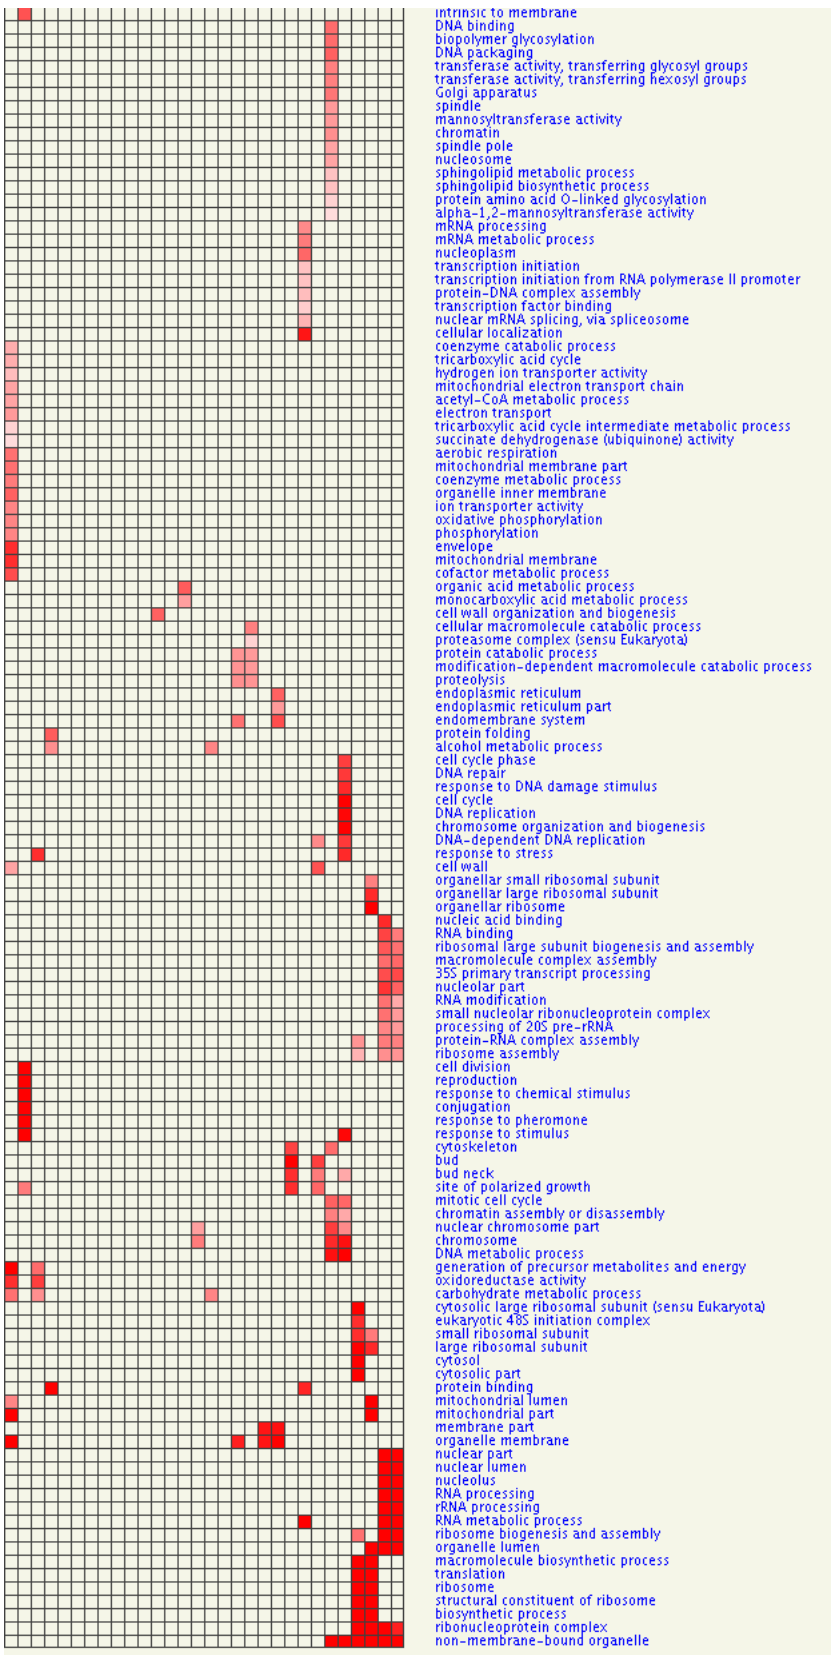 intrinsic to membrane
DNA binding
biopolymer glycosylation
DNA packaging
transferase activity, transferring glycosyl groups
transferase activity, transferring hexosyl groups
Golgi apparatus
spindle
mannosyltransferase activity
chromatin
spindle pole
nucleosome
sphingolipid metabolic process
sphingolipid biosynthetic process
protein amino acid O-linked glycosylation
alpha-1,2-mannosyltransferase activity
mRNA processing
mRNA metabolic process
nucleoplasm
transcription initiation
transcription initiation from RNA polymerase II promoter
protein-DNA complex assembly
transcription factor binding
nuclear mRNA splicing, via spliceosome
cellular localization
coenzyme catabolic process
tricarboxylic acid cycle
hydrogen ion transporter activity
mitochondrial electron transport chain
acetyl-CoA metabolic process
electron transport
tricarboxylic acid cycle intermediate metabolic process
succinate dehydrogenase (ubiquinone) activity
aerobic respiration
mitochondrial membrane part
coenzyme metabolic process
organelle inner membrane
ion transporter activity
oxidative phosphorylation
phosphorylation
envelope
mitochondrial membrane
cofactor metabolic process
organic acid metabolic process
monocarboxylic acid metabolic process
cell wall organization and biogenesis
cellular macromolecule catabolic process
proteasome complex (sensu Eukaryota)
protein catabolic process
modification-dependent macromolecule catabolic process
proteolysis
endoplasmic reticulum
endoplasmic reticulum part
endomembrane system
protein folding
alcohol metabolic process
cell cycle phase
DNA repair
response to DNA damage stimulus
cell cycle
DNA replication
chromosome organization and biogenesis
DNA-dependent DNA replication
response to stress
cell wall
organellar small ribosomal subunit
organellar large ribosomal subunit
organellar ribosome
nucleic acid binding
RNA binding
ribosomal large subunit biogenesis and assembly
macromolecule complex assembly
35S primary transcript processing
nucleolar part
RNA modification
small nucleolar ribonucleoprotein complex
processing of 20S pre-rRNA
protein-RNA complex assembly
ribosome assembly
cell division
reproduction
response to chemical stimulus
conjugation
response to pheromone
response to stimulus
cytoskeleton
bud
bud neck
site of polarized growth
mitotic cell cycle
chromatin assembly or disassembly
nuclear chromosome part
chromosome
DNA metabolic process
generation of precursor metabolites and energy
oxidoreductase activity
carbohydrate metabolic process
cytosolic large ribosomal subunit (sensu Eukaryota)
eukaryotic 48S initiation complex
small ribosomal subunit
large ribosomal subunit
cytosol
cytosolic part
protein binding
mitochondrial lumen
mitochondrial part
membrane part
organelle membrane
nuclear part
nuclear lumen
nucleolus
RNA processing
rRNA processing
RNA metabolic process
ribosome biogenesis and assembly
organelle lumen
macromolecule biosynthetic process
translation
ribosome
structural constituent of ribosome
biosynthetic process
ribonucleoprotein complex
non-membrane-bound organelle